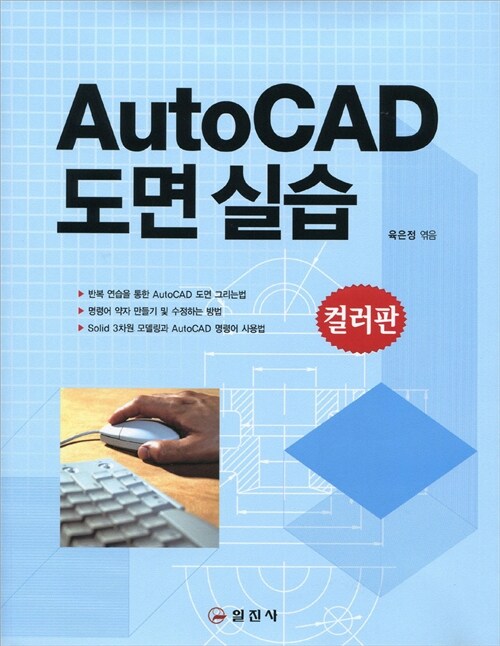 AutoCAD
도면 실습
육은정 엮음
▶ 반복 연습을 통한 AutoCAD 도면 그리는법
▶ 명령어 약자 만들기 및 수정하는 방법
▶ Solid 3차원 모델링과 AutoCAD 명령어 사용법
컬러판
일진사